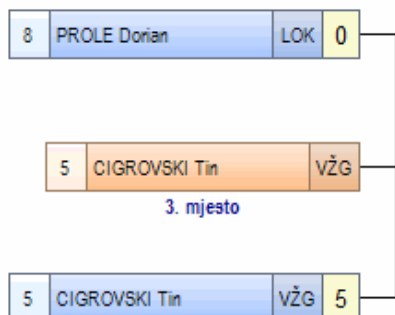 8 PROLE Dorian LOK 0
5 CIGROVSKI Tin VŽG
3. mjesto
5 CIGROVSKI Tin VŽG 5